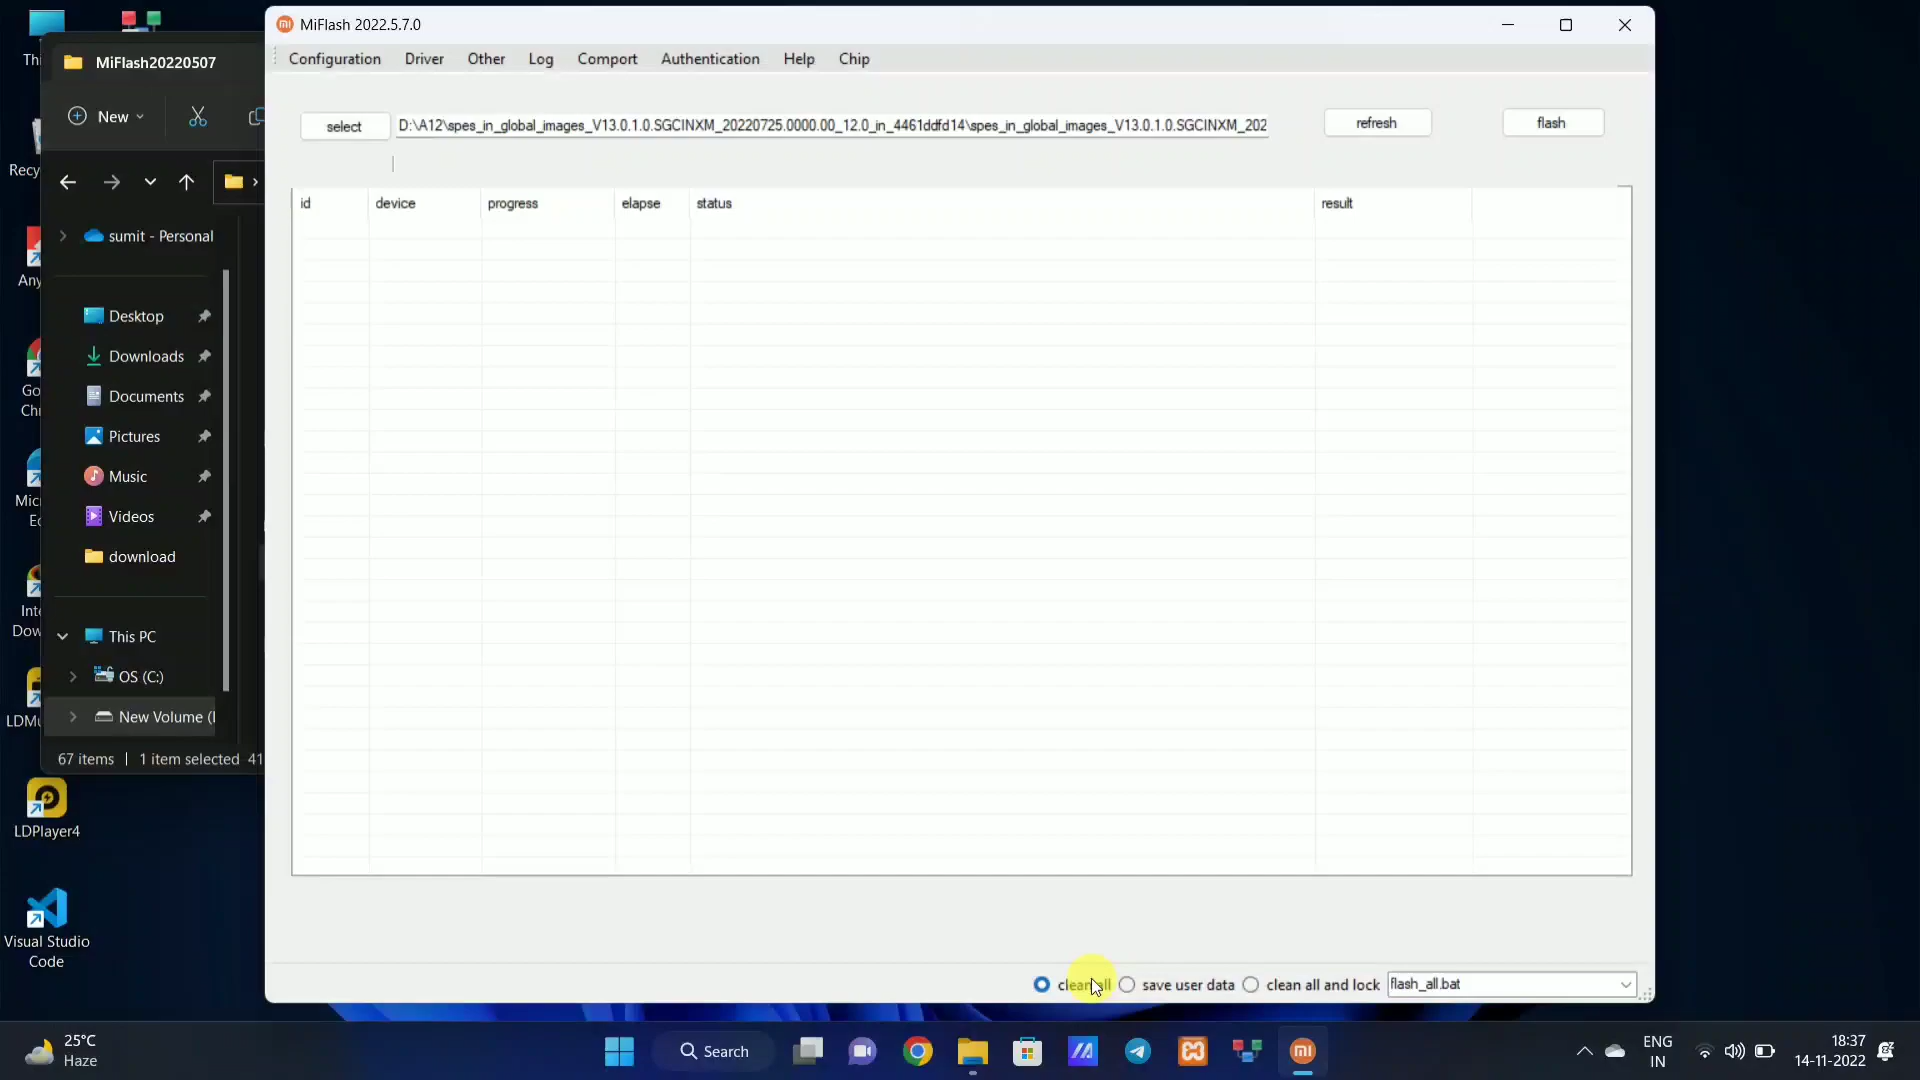 MiFlash 2022.5.7.0
MiFlash20220507
Configuration Driver Other Log Comport Authentication Help Chip
New
select
D:\A12\spes_in_global_images_V13.0.1.0.SGCINXM_20220725.0000.00_12.0_in_4461ddfd14\spes_in_global_images_V13.0.1.0.SGCINXM_202
refresh
flash
id device progress elapse status result
sumit - Personal
Desktop
Downloads
Documents
Pictures
Music
Videos
download
This PC
OS (C:)
New Volume (
67 items 1 item selected 41
LDPlayer4
Visual Studio
Code
clean all save user data clean all and lock flash_all.bat
25°C
Haze
Search
ENG
IN
18:37
14-11-2022